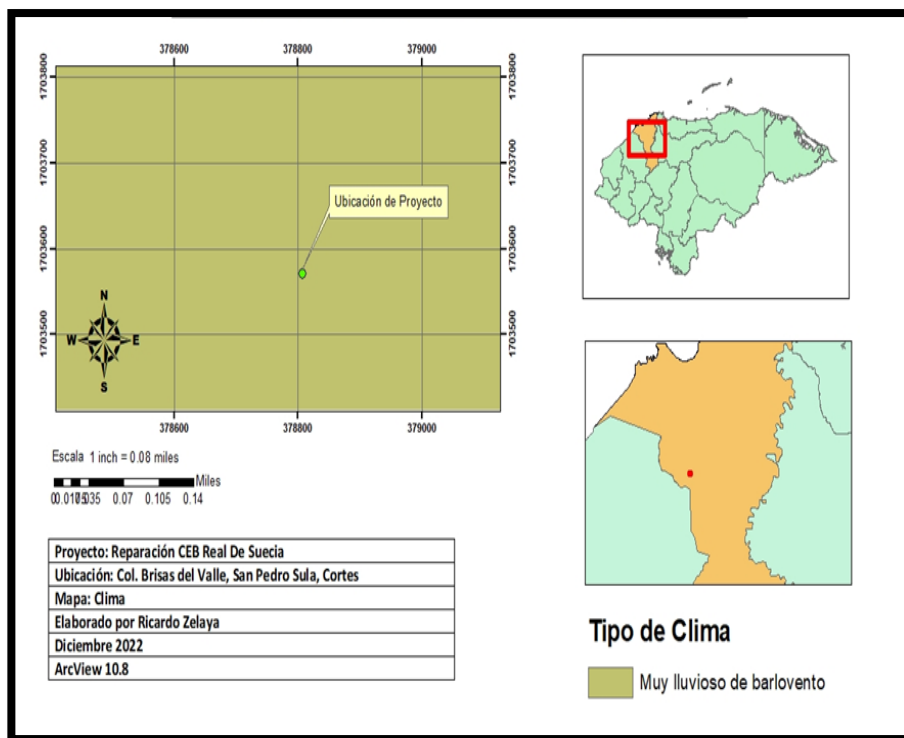 378600 378800 379000
1703800 1703800
1703700 1703700
Ubicación de Proyecto
1703600 1703600
N
W E
S
1703500 1703500
378600 378800 379000
Escala 1 inch = 0.08 miles
Miles
0.07 0.105 0.14
Proyecto: Reparación CEB Real De Suecia
Ubicación: Col. Brisas del Valle, San Pedro Sula, Cortes
Mapa: Clima
Elaborado por Ricardo Zelaya
Diciembre 2022
ArcView 10.8
Tipo de Clima
Muy lluvioso de barlovento